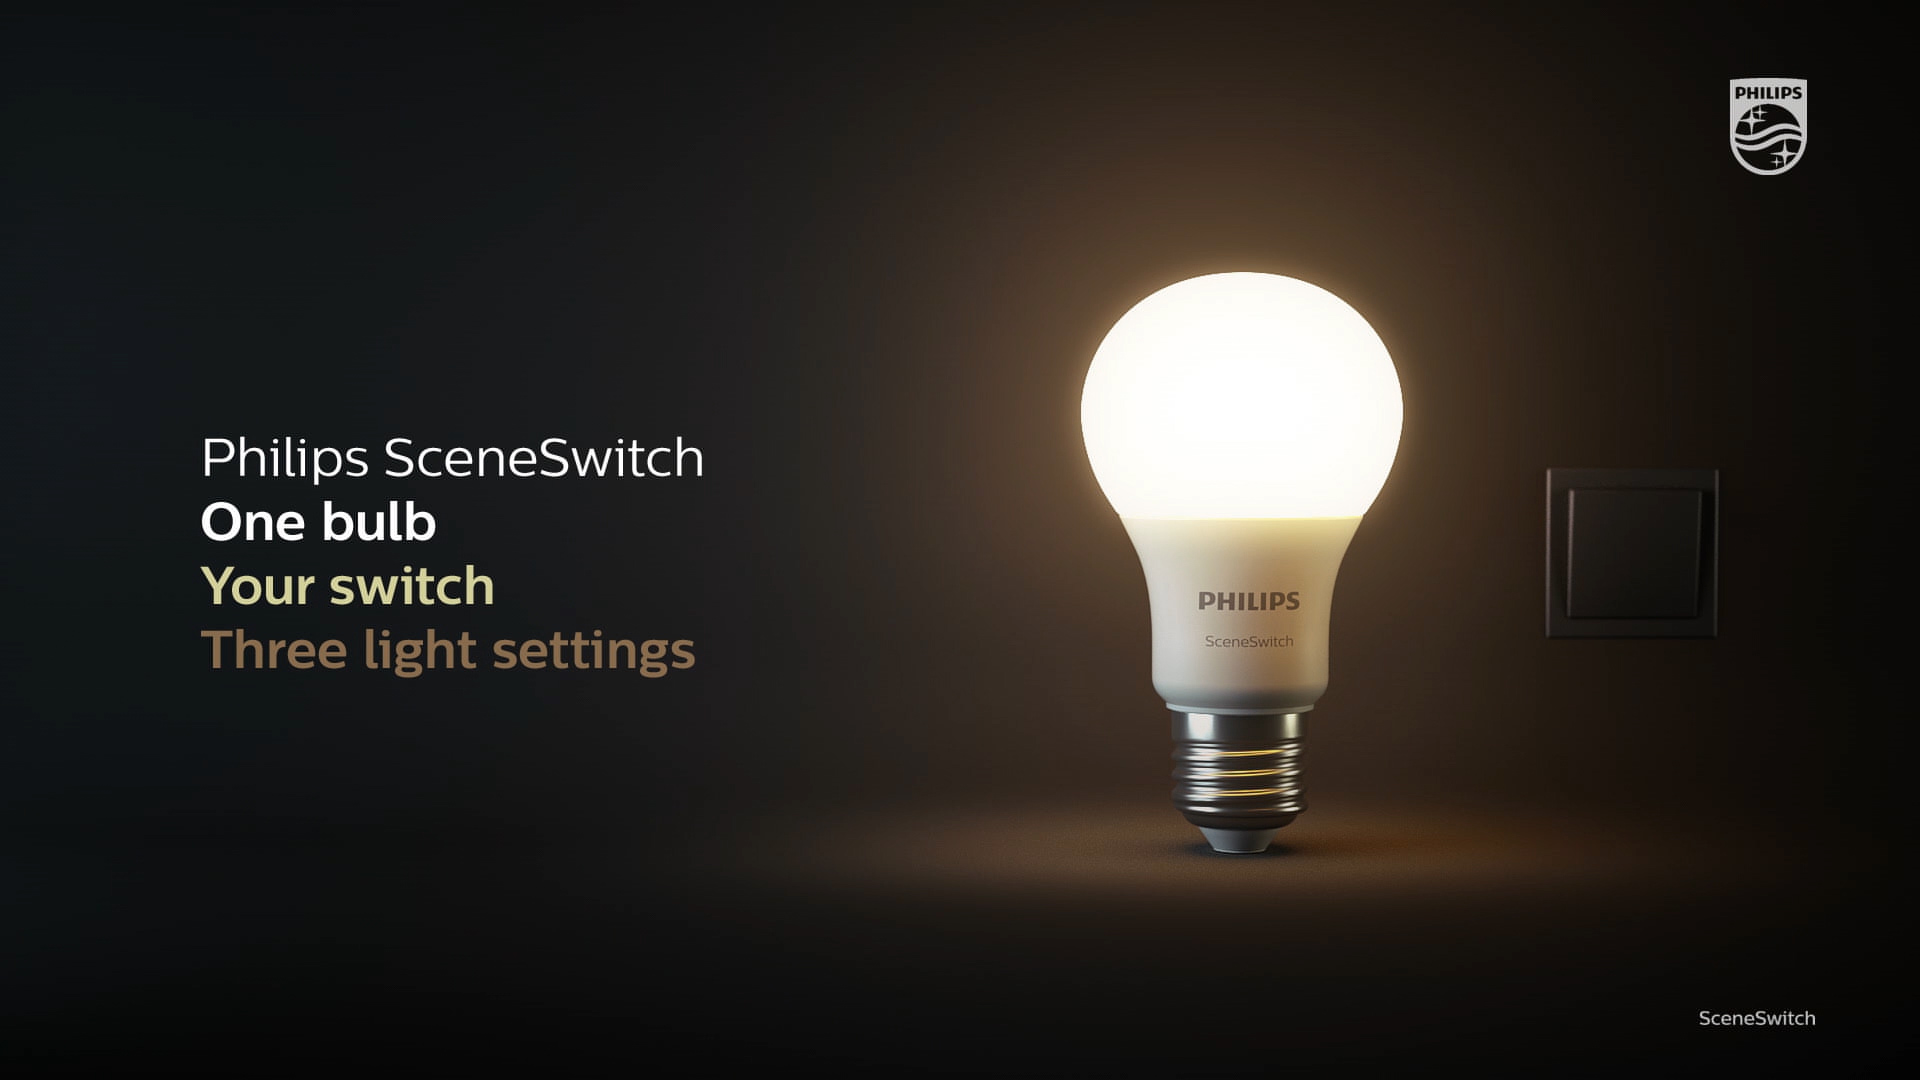 PHILIPS
Philips SceneSwitch
One bulb
Your switch
Three light settings
PHILIPS
SceneSwitch
SceneSwitch